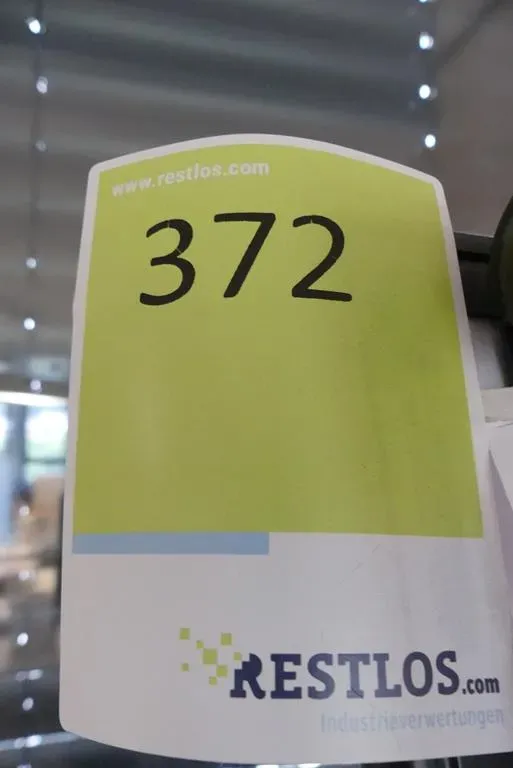 www.restlos.com
372
RESTLOS.com
Industrieverwertungen